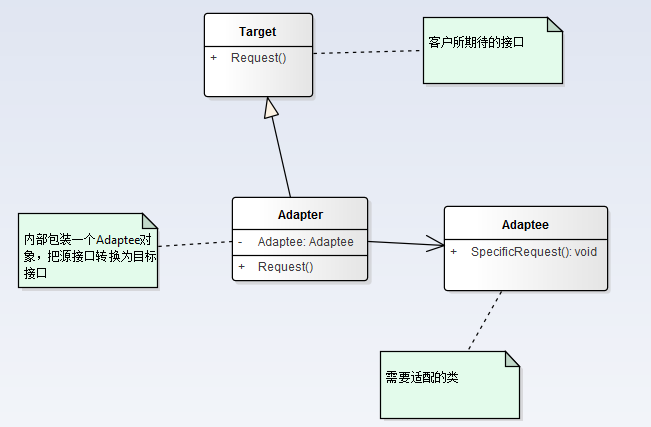 Target
+ Request()
客户所期待的接口
Adapter
- Adaptee: Adaptee
+ Request()
内部包装一个Adaptee对
象，把源接口转换为目标
接口
Adaptee
+ SpecificRequest(): void
需要适配的类